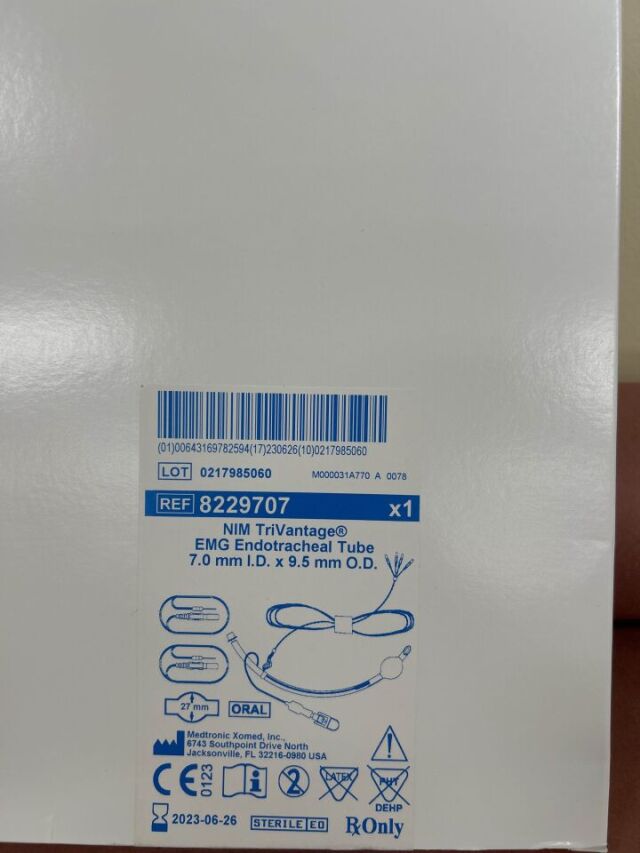 (01)00643169782594(17)230626(10)0217985060
LOT 0217985060 M000031A770 A 0078
REF 8229707 x1
NIM TriVantage®
EMG Endotracheal Tube
7.0 mm I.D. x 9.5 mm O.D.
27 mm ORAL
Medtronic Xomed, Inc.,
6743 Southpoint Drive North
Jacksonville, FL 32216-0980 USA
CE 0123 i 2 LATEX PHT
DEHP
2023-06-26 STERILE EO Rx Only